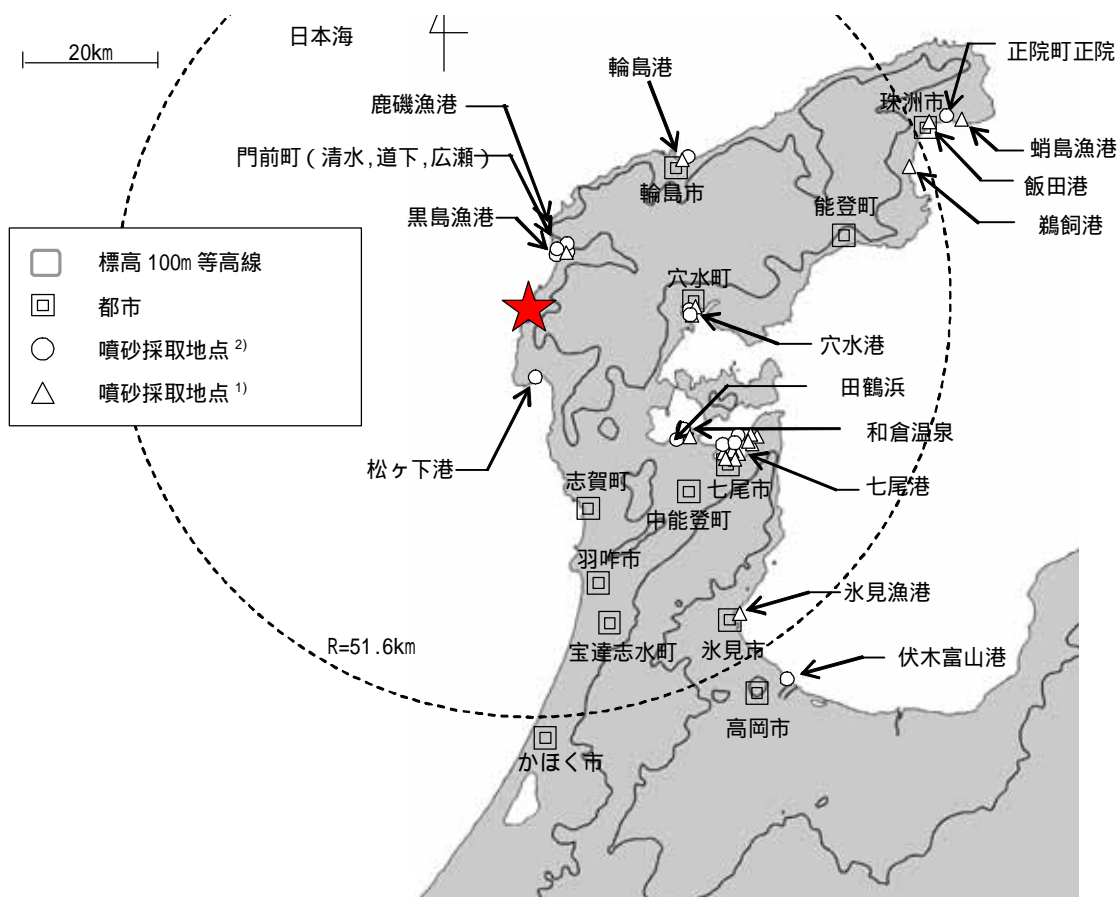 日本海
20km
正院町正院
輪島港
珠洲市
鹿磯漁港
門前町(清水,道下,広瀬)
蛸島漁港
飯田港
輪島市
能登町
黒島漁港
鵜飼港
標高 100m 等高線
都市
噴砂採取地点 2)
噴砂採取地点 1)
穴水町
穴水港
田鶴浜
和倉温泉
松ヶ下港
志賀町
七尾市
七尾港
中能登町
羽咋市
氷見漁港
R=51.6km
宝達志水町
氷見市
伏木富山港
高岡市
かほく市